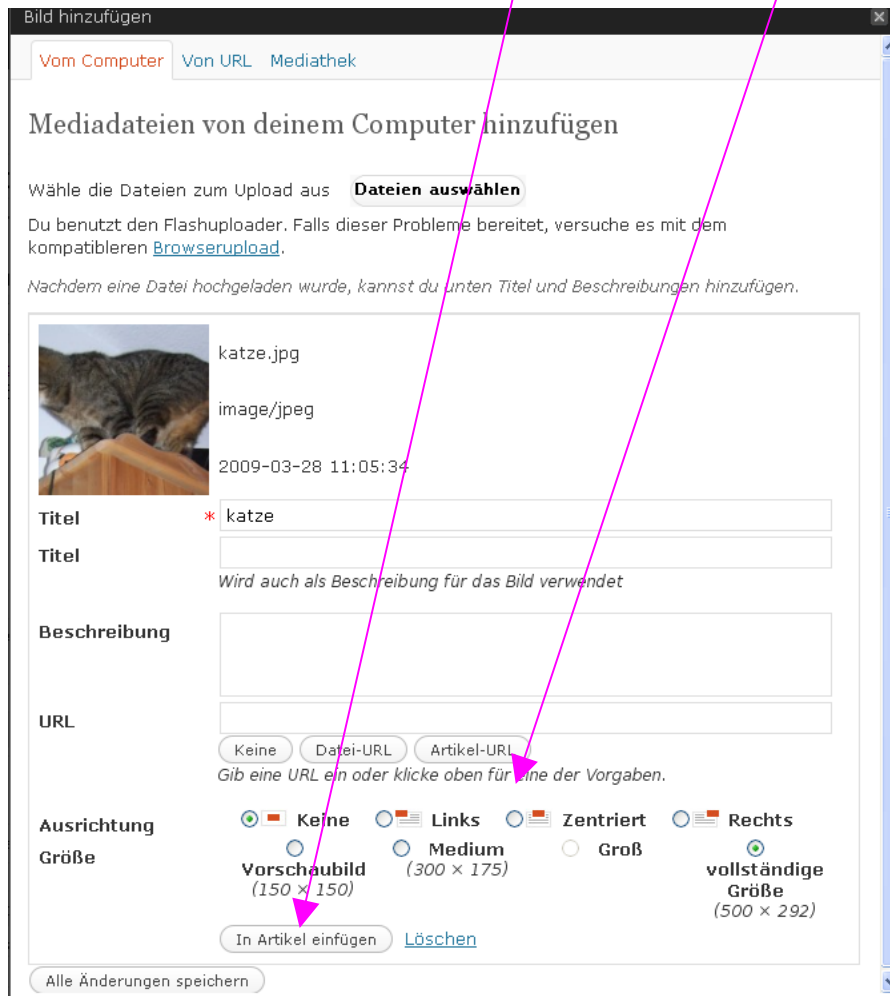 Bild hinzufügen
Vom Computer Von URL Mediathek
Mediadateien von deinem Computer hinzufügen
Wähle die Dateien zum Upload aus Dateien auswählen
Du benutzt den Flashuploader. Falls dieser Probleme bereitet, versuche es mit dem
kompatibleren Browserupload.
Nachdem eine Datei hochgeladen wurde, kannst du unten Titel und Beschreibungen hinzufügen.
katze.jpg
image/jpeg
2009-03-28 11:05:34
Titel * katze
Titel
Wird auch als Beschreibung für das Bild verwendet
Beschreibung
URL
Keine Datei-URL Artikel-URL
Gib eine URL ein oder klicke oben für eine der Vorgaben.
Ausrichtung Keine Links Zentriert Rechts
Größe Vorschaubild Medium Groß vollständige
(150 × 150) (300 × 175) Größe
(500 × 292)
In Artikel einfügen Löschen
Alle Änderungen speichern